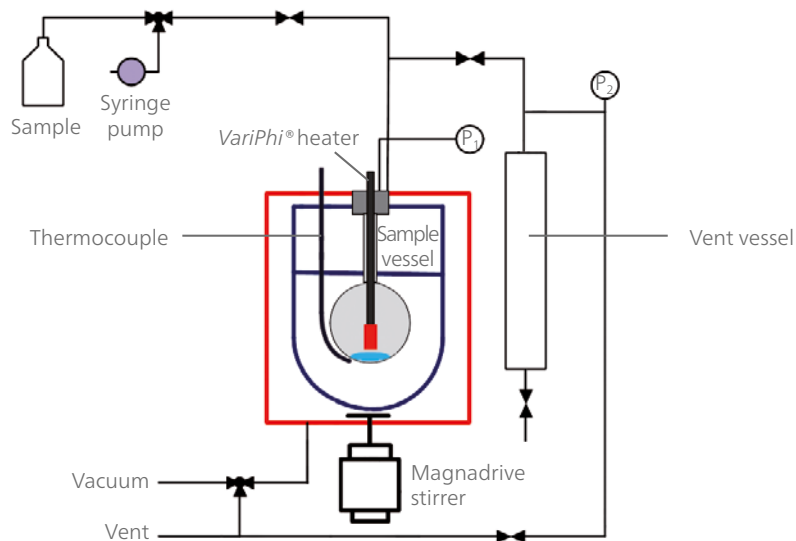 Sample
Syringe
pump
VariPhi® heater
P1
P2
Thermocouple
Sample
vessel
Vent vessel
Magnadrive
stirrer
Vacuum
Vent